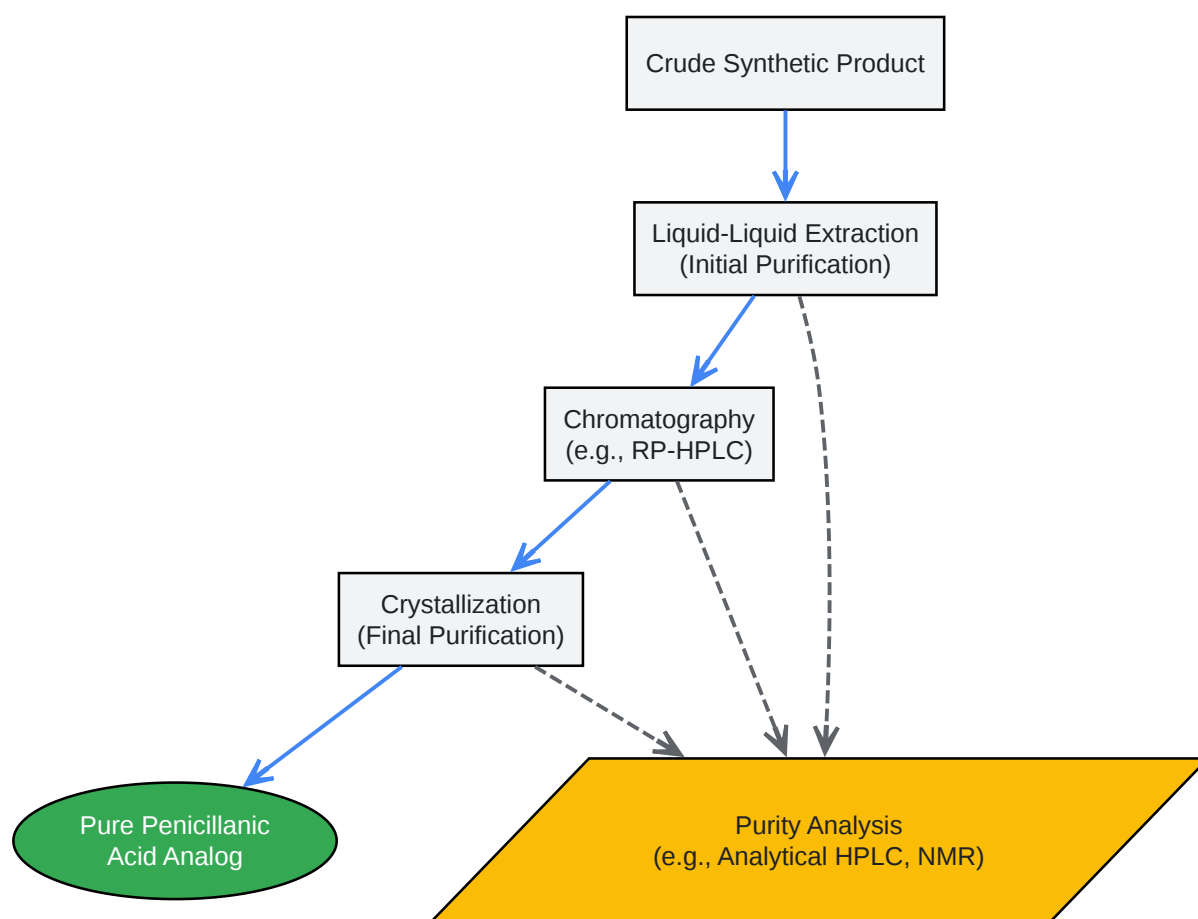 Crude Synthetic Product
Liquid-Liquid Extraction
(Initial Purification)
Chromatography
(e.g., RP-HPLC)
Crystallization
(Final Purification)
Pure Penicillanic
Acid Analog
Purity Analysis
(e.g., Analytical HPLC, NMR)